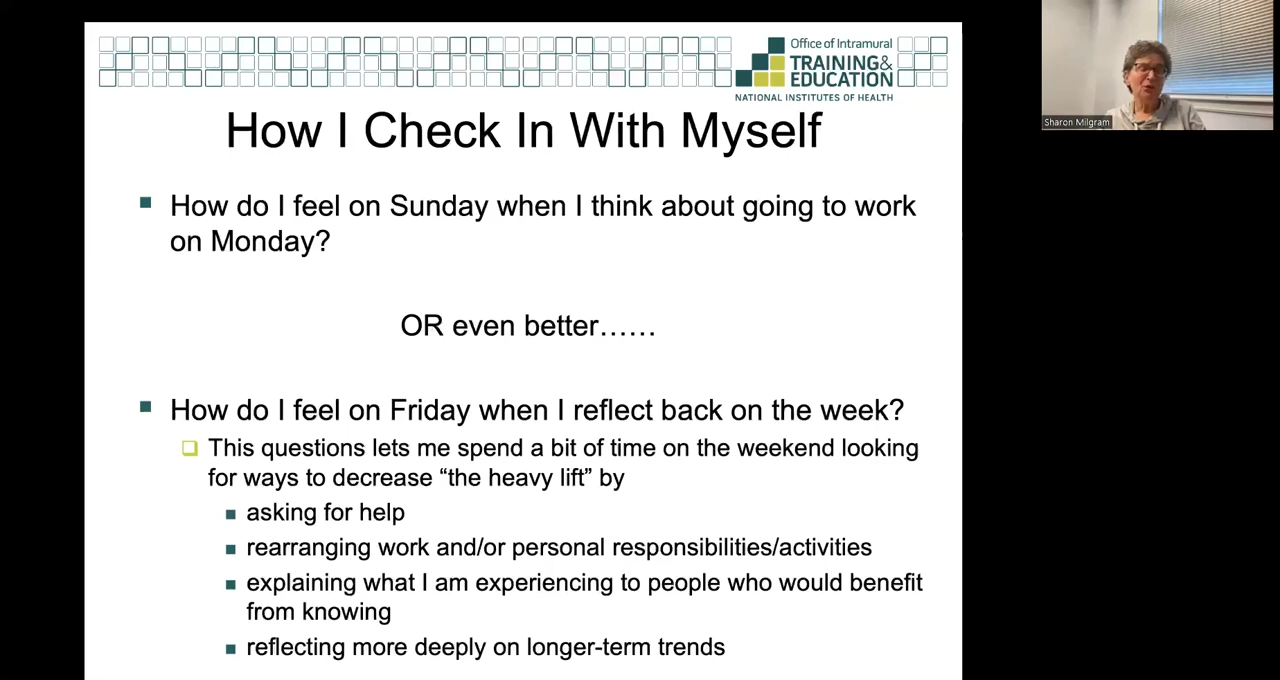 Office of Intramural
TRAINING&
EDUCATION
NATIONAL INSTITUTES OF HEALTH
Sharon Milgram
How I Check In With Myself
How do I feel on Sunday when I think about going to work
on Monday?
OR even better……
How do I feel on Friday when I reflect back on the week?
This questions lets me spend a bit of time on the weekend looking
for ways to decrease “the heavy lift” by
asking for help
rearranging work and/or personal responsibilities/activities
explaining what I am experiencing to people who would benefit
from knowing
reflecting more deeply on longer-term trends